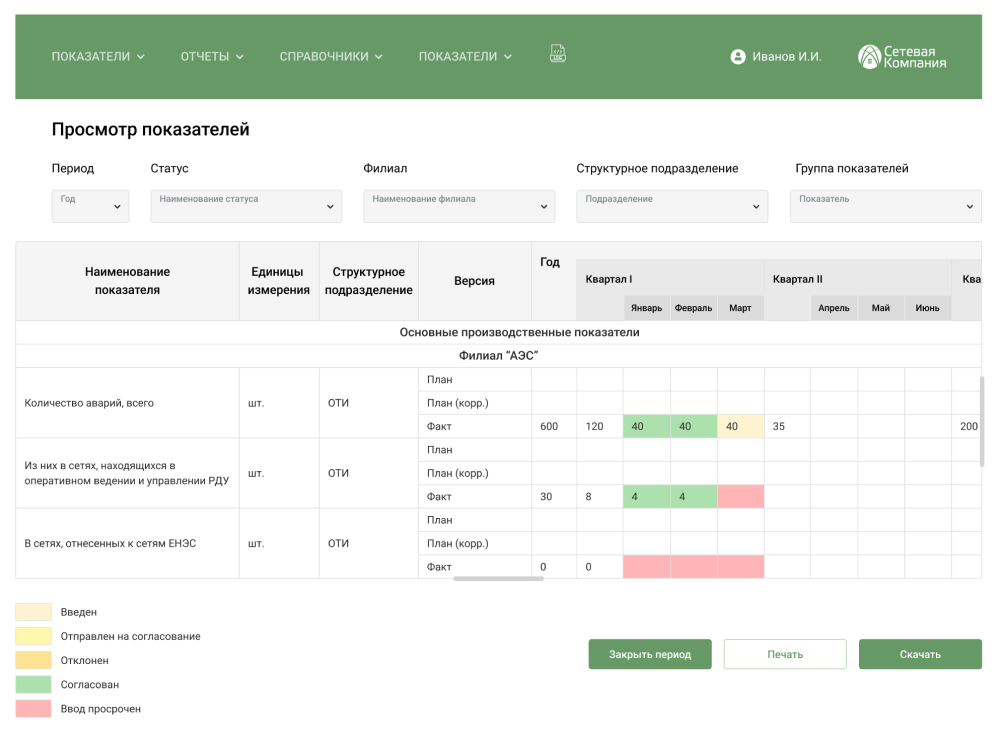 ПОКАЗАТЕЛИ ОТЧЕТЫ СПРАВОЧНИКИ ПОКАЗАТЕЛИ Иванов И.И. Сетевая
Компания
Просмотр показателей
Период Статус Филиал Структурное подразделение Группа показателей
Год Наименование статуса Наименование филиала Подразделение Показатель
Наименование
показателя
Единицы
измерения
Структурное
подразделение
Версия
Год
Квартал I Квартал II Ква
Январь Февраль Март Апрель Май Июнь
Основные производственные показатели
Филиал “АЭС”
Количество аварий, всего шт. ОТИ
План
План (корр.)
Факт 600 120 40 40 40 35 200
Из них в сетях, находящихся в
оперативном ведении и управлении РДУ
шт. ОТИ
План
План (корр.)
Факт 30 8 4 4
В сетях, отнесенных к сетям ЕНЭС шт. ОТИ
План
План (корр.)
Факт 0 0
Введен
Отправлен на согласование
Отклонен
Согласован
Ввод просрочен
Закрыть период Печать Скачать